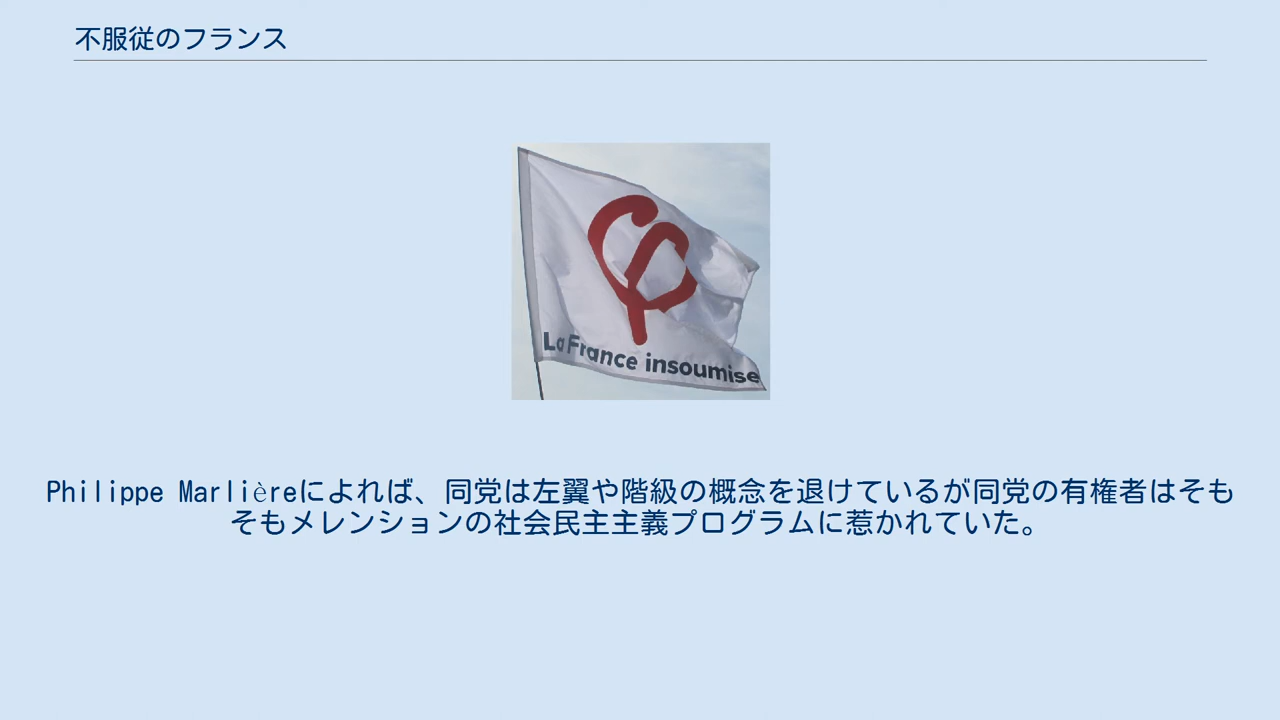 不服従のフランス
La France insoumise
Philippe Marlièreによれば、同党は左翼や階級の概念を退けているが同党の有権者はそも
そもメレンションの社会民主主義プログラムに惹かれていた。